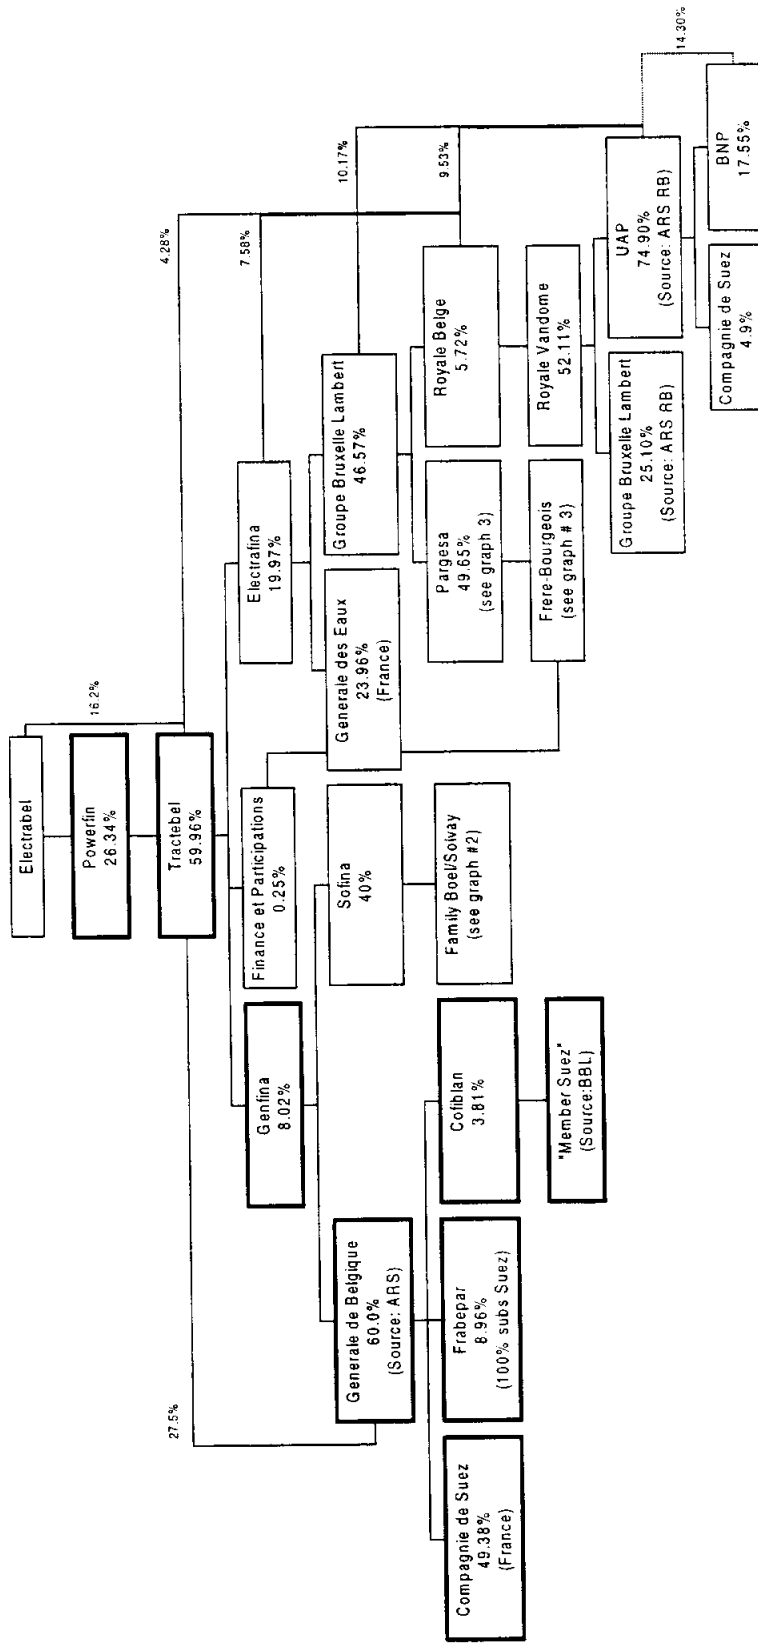 Electrabel
16.2%
Powerfin
26.34%
4.28%
Tractebel
59.96%
27.5%
7.58%
Genfina
8.02%
Finance et Participations
0.25%
Electrafina
19.97%
10.17%
Generale de Belgique
60.0%
(Source: ARS)
Sofina
40%
Generale des Eaux
23.96%
(France)
Groupe Bruxelle Lambert
46.57%
9.53%
Compagnie de Suez
49.38%
(France)
Frabepar
8.96%
(100% subs Suez)
Cofiblan
3.81%
Family Boel/Solvay
(see graph #2)
Pargesa
49.65%
(see graph 3)
Royale Belge
5.72%
"Member Suez"
(Source:BBL)
Frere-Bourgeois
(see graph # 3)
Royale Vandome
52.11%
Groupe Bruxelle Lambert
25.10%
(Source: ARS RB)
UAP
74.90%
(Source: ARS RB)
14.30%
Compagnie de Suez
4.9%
BNP
17.55%